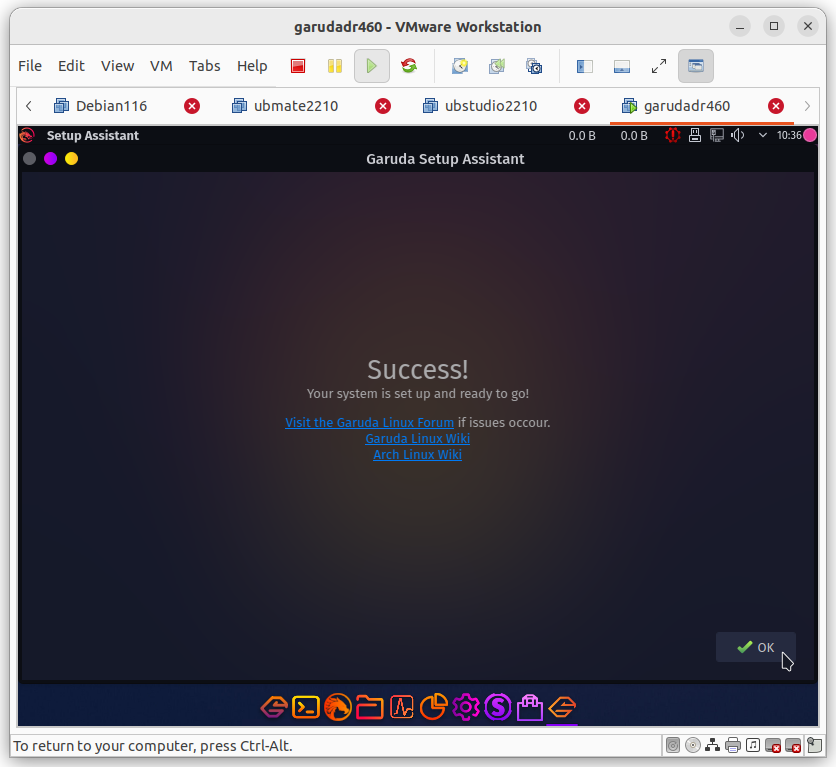 garudadr460 - VMware Workstation
File Edit View VM Tabs Help
Debian116 ubmate2210 ubstudio2210 garudadr460
Setup Assistant 0.0 B 0.0 B 10:36
Garuda Setup Assistant
Success!
Your system is set up and ready to go!
Visit the Garuda Linux Forum if issues occour.
Garuda Linux Wiki
Arch Linux Wiki
OK
To return to your computer, press Ctrl-Alt.